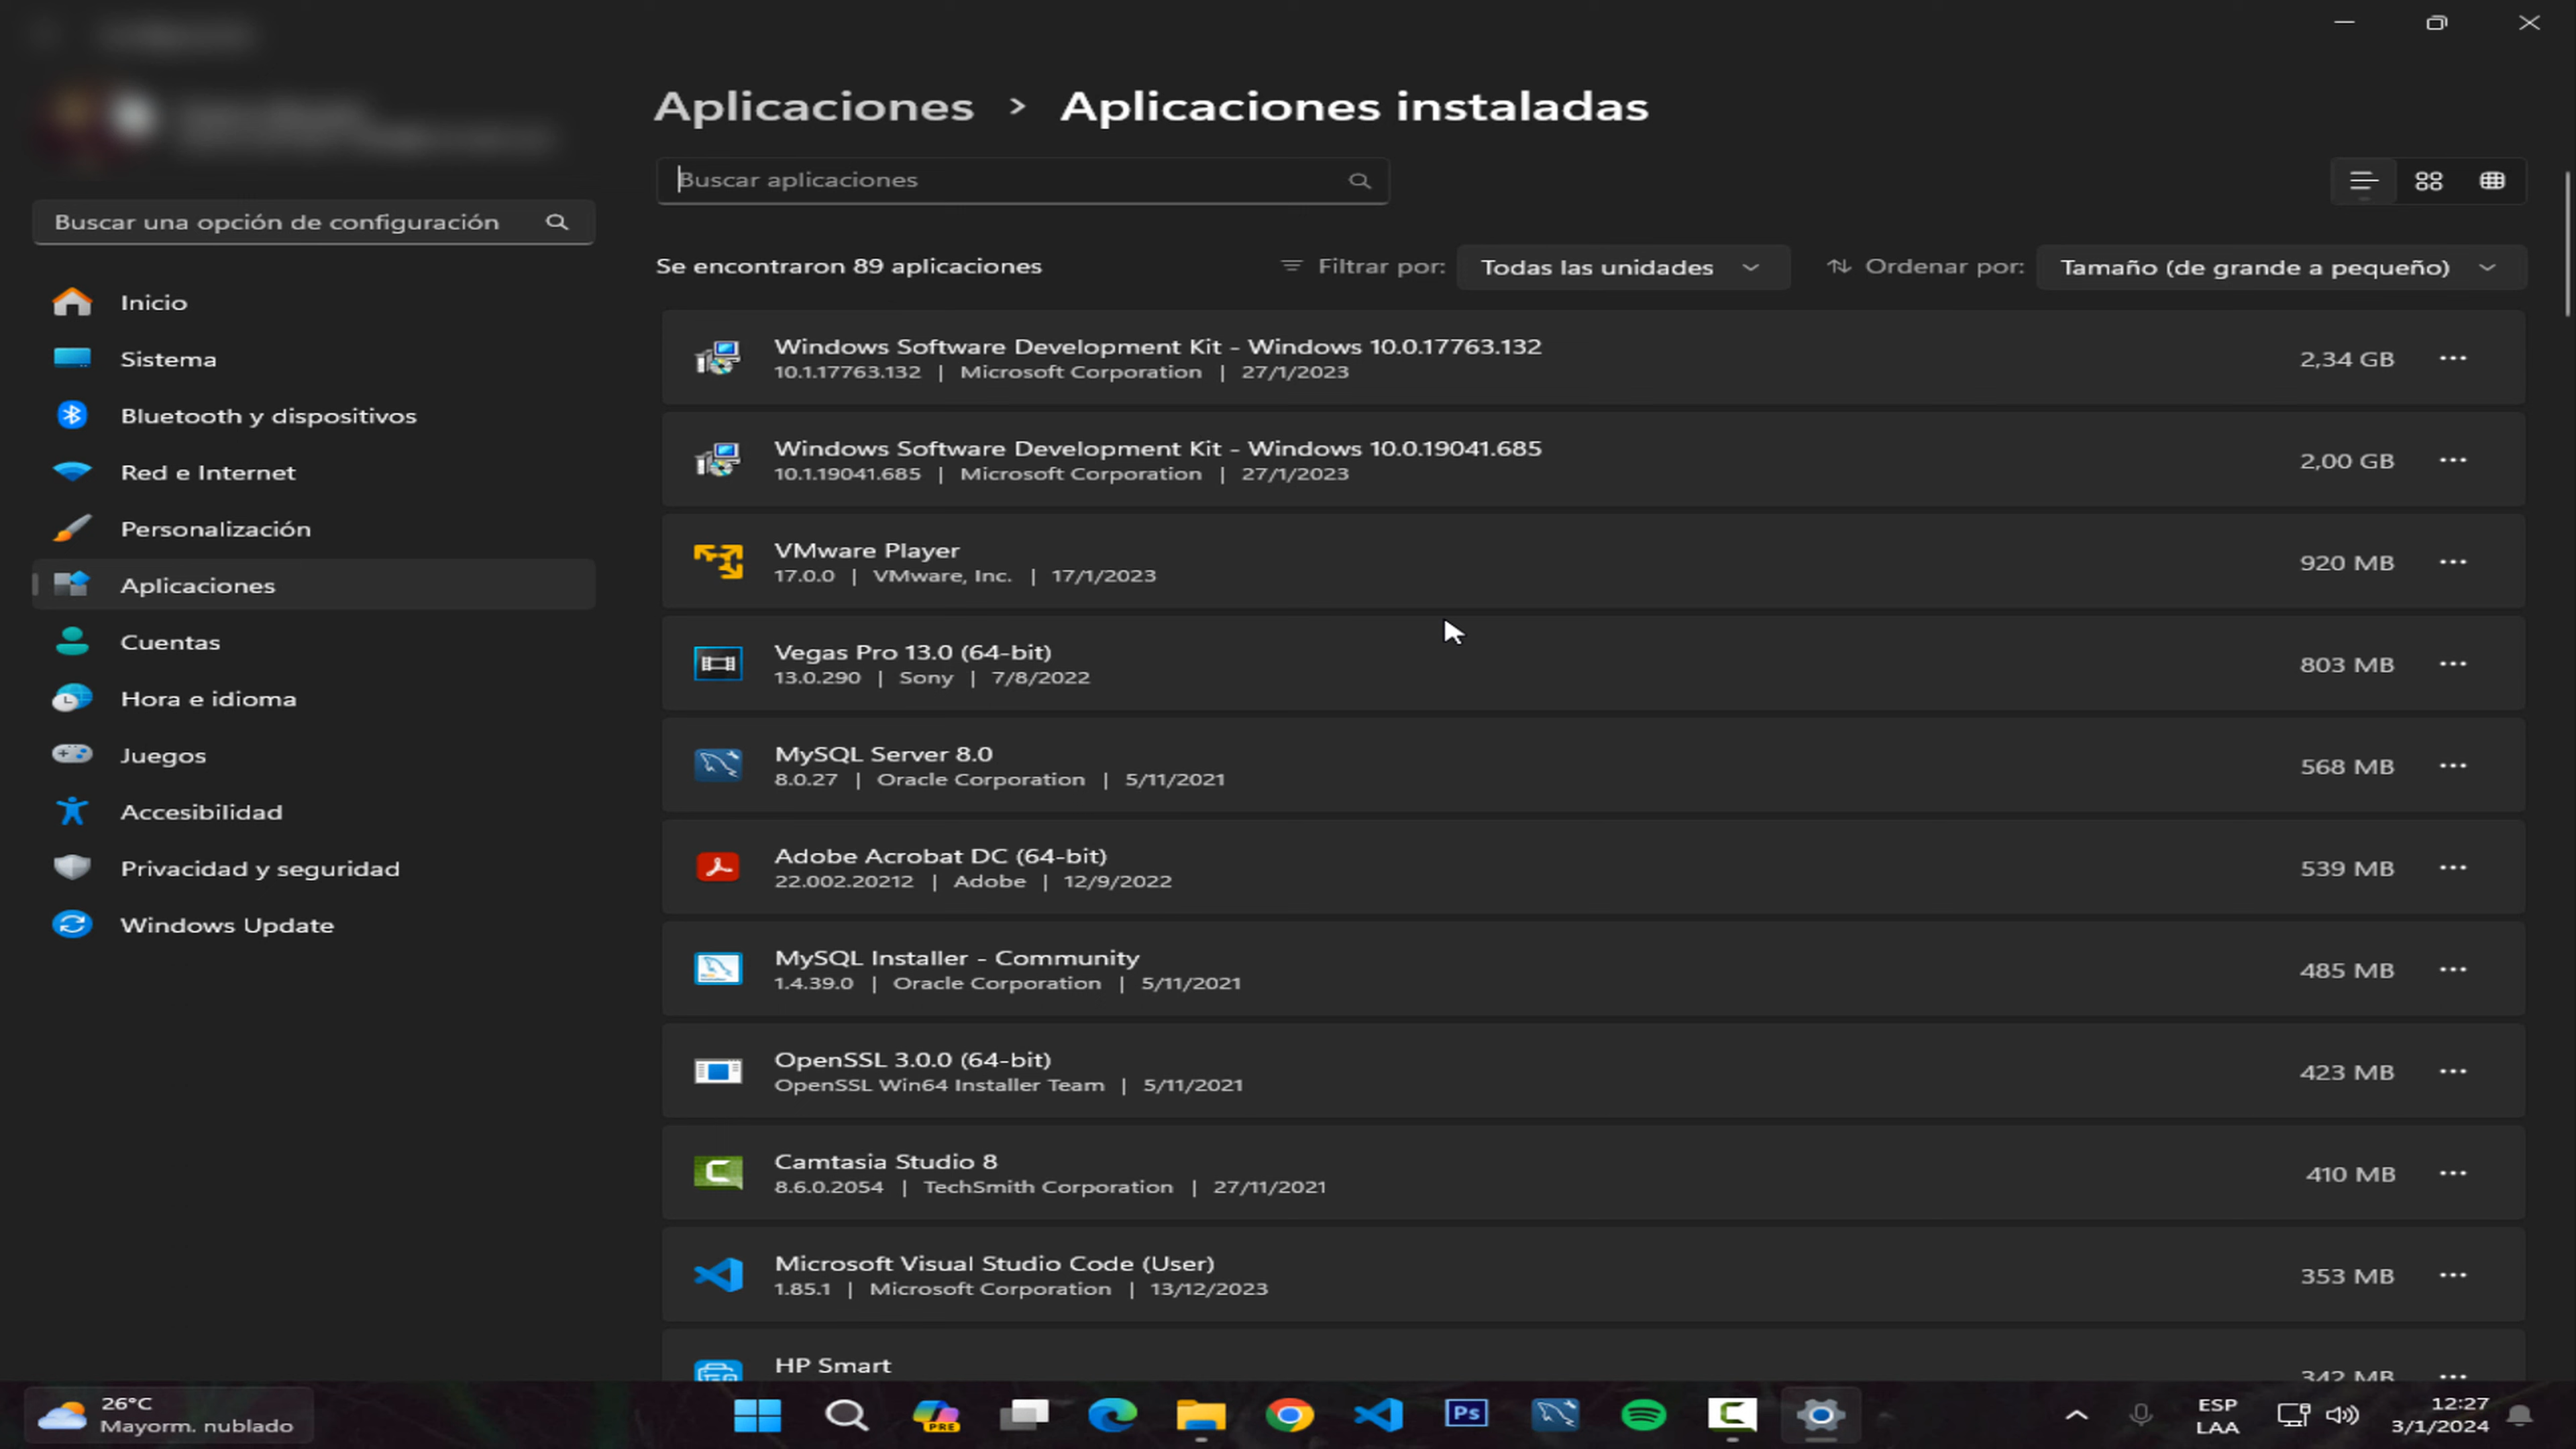 Aplicaciones > Aplicaciones instaladas
Buscar aplicaciones
Buscar una opción de configuración
Inicio
Sistema
Bluetooth y dispositivos
Red e Internet
Personalización
Aplicaciones
Cuentas
Hora e idioma
Juegos
Accesibilidad
Privacidad y seguridad
Windows Update
Se encontraron 89 aplicaciones
Filtrar por: Todas las unidades
Ordenar por: Tamaño (de grande a pequeño)
Windows Software Development Kit - Windows 10.0.17763.132
10.1.17763.132 | Microsoft Corporation | 27/1/2023
2,34 GB
Windows Software Development Kit - Windows 10.0.19041.685
10.1.19041.685 | Microsoft Corporation | 27/1/2023
2,00 GB
VMware Player
17.0.0 | VMware, Inc. | 17/1/2023
920 MB
Vegas Pro 13.0 (64-bit)
13.0.290 | Sony | 7/8/2022
803 MB
MySQL Server 8.0
8.0.27 | Oracle Corporation | 5/11/2021
568 MB
Adobe Acrobat DC (64-bit)
22.002.20212 | Adobe | 12/9/2022
539 MB
MySQL Installer - Community
1.4.39.0 | Oracle Corporation | 5/11/2021
485 MB
OpenSSL 3.0.0 (64-bit)
OpenSSL Win64 Installer Team | 5/11/2021
423 MB
Camtasia Studio 8
8.6.0.2054 | TechSmith Corporation | 27/11/2021
410 MB
Microsoft Visual Studio Code (User)
1.85.1 | Microsoft Corporation | 13/12/2023
353 MB
HP Smart
342 MB
26°C
Mayorm. nublado
PRE
Ps
ESP
LAA
12:27
3/1/2024